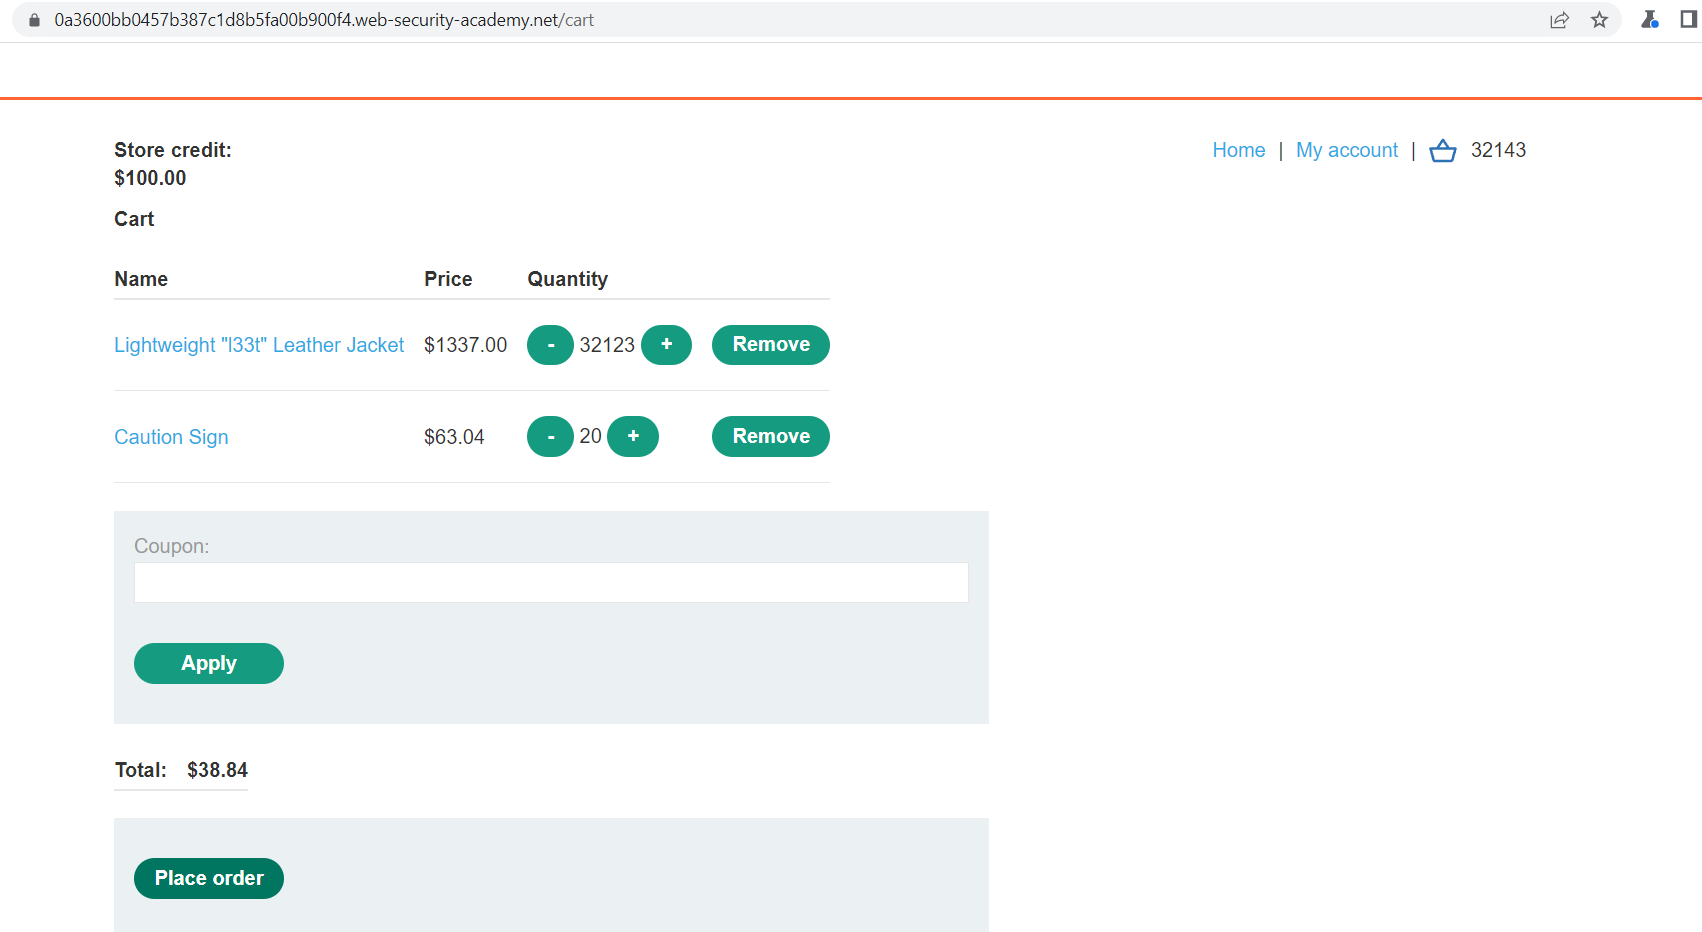 0a3600bb0457b387c1d8b5fa00b900f4.web-security-academy.net/cart
Store credit:
$100.00
Home | My account | 32143
Cart
Name Price Quantity
Lightweight "l33t" Leather Jacket $1337.00 - 32123 + Remove
Caution Sign $63.04 - 20 + Remove
Coupon:
Apply
Total: $38.84
Place order